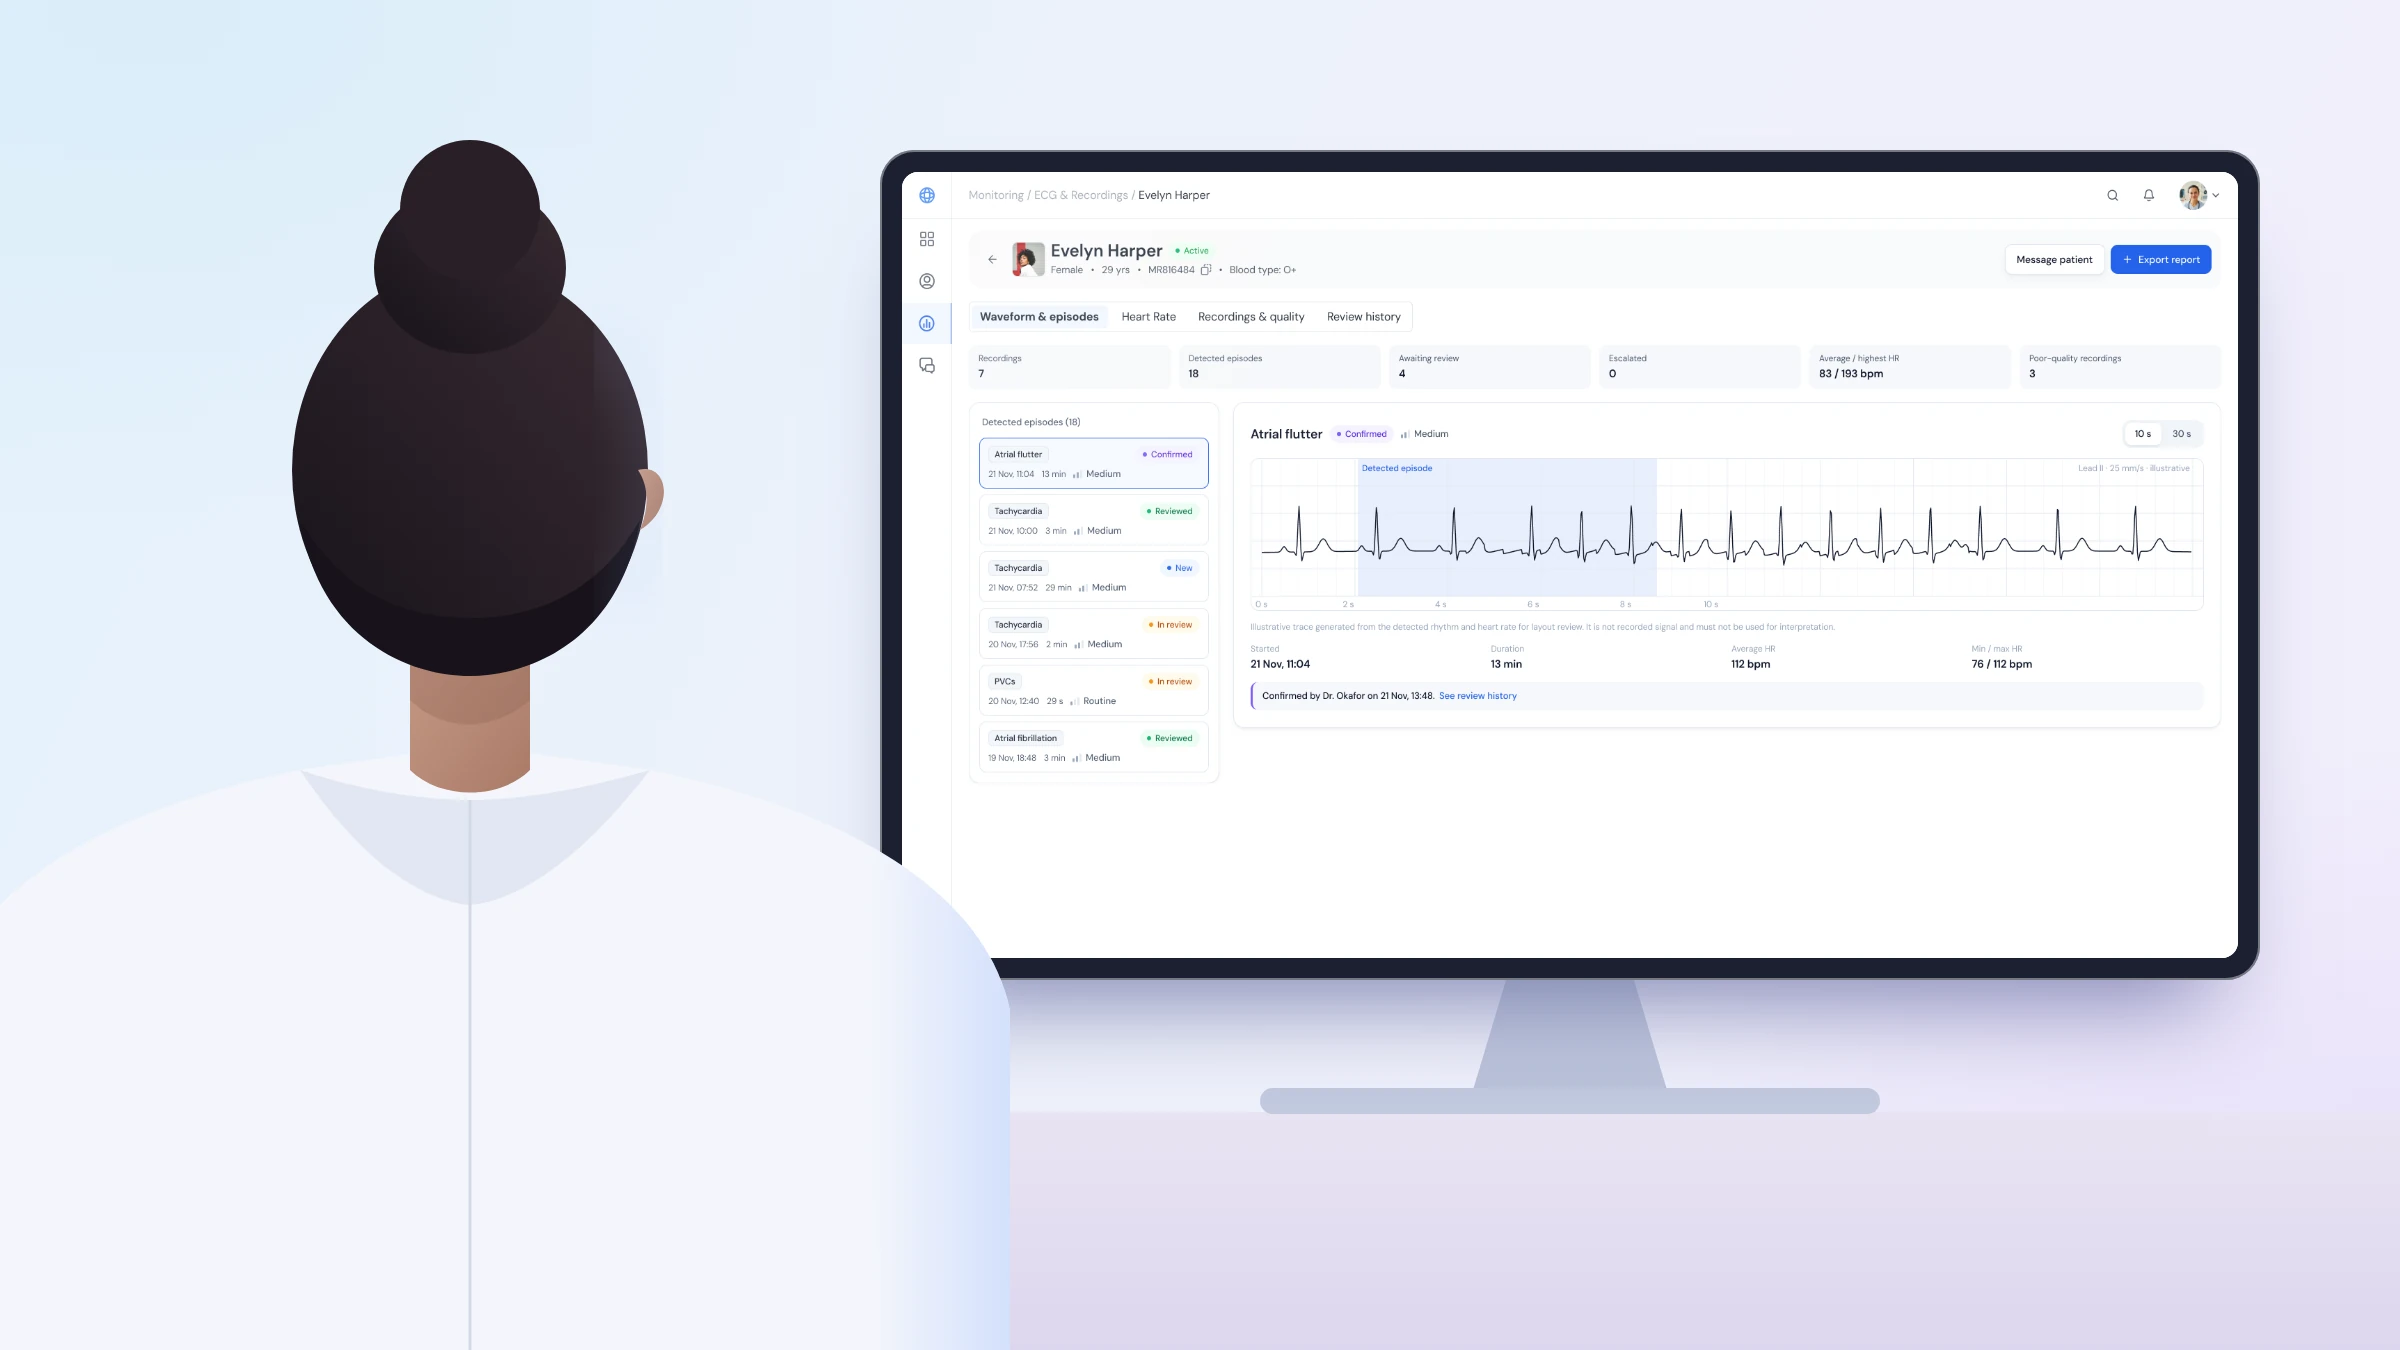 Monitoring / ECG & Recordings / Evelyn Harper
Evelyn Harper Active
Female • 29 yrs • MR816484 • Blood type: O+
Message patient
+ Export report
Waveform & episodes Heart Rate Recordings & quality Review history
Recordings
7
Detected episodes
18
Awaiting review
4
Escalated
0
Average / highest HR
83 / 193 bpm
Poor-quality recordings
3
Detected episodes (18)
Atrial flutter Confirmed
21 Nov, 11:04 13 min Medium
Tachycardia Reviewed
21 Nov, 10:00 3 min Medium
Tachycardia New
21 Nov, 07:52 29 min Medium
Tachycardia In review
20 Nov, 17:56 2 min Medium
PVCs In review
20 Nov, 12:40 29 s Routine
Atrial fibrillation Reviewed
19 Nov, 18:48 3 min Medium
Atrial flutter Confirmed Medium
10 s 30 s
Detected episode
Lead II · 25 mm/s · illustrative
0 s 2 s 4 s 6 s 8 s 10 s
Illustrative trace generated from the detected rhythm and heart rate for layout review. It is not recorded signal and must not be used for interpretation.
Started
21 Nov, 11:04
Duration
13 min
Average HR
112 bpm
Min / max HR
76 / 112 bpm
Confirmed by Dr. Okafor on 21 Nov, 13:48. See review history